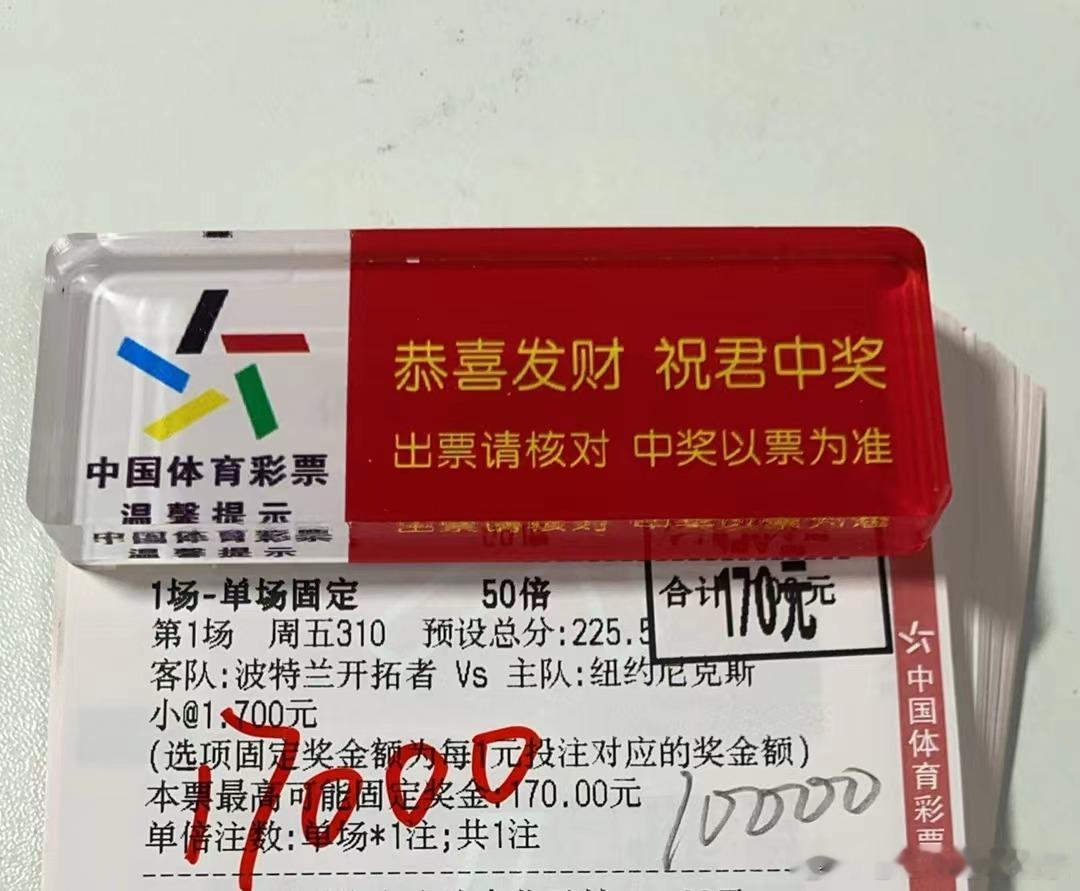 恭喜发财 祝君中奖
出票请核对 中奖以票为准
中国体育彩票
温馨提示
1场-单场固定 50倍 合计 元
170元
第1场 周五310 预设总分:225.5
客队:波特兰开拓者 Vs 主队:纽约尼克斯
小@1.700元
(选项固定奖金额为每1元投注对应的奖金额)
本票最高可能固定奖金:170.00元
单倍注数:单场*1注;共1注
17000
10000
中国体育彩票